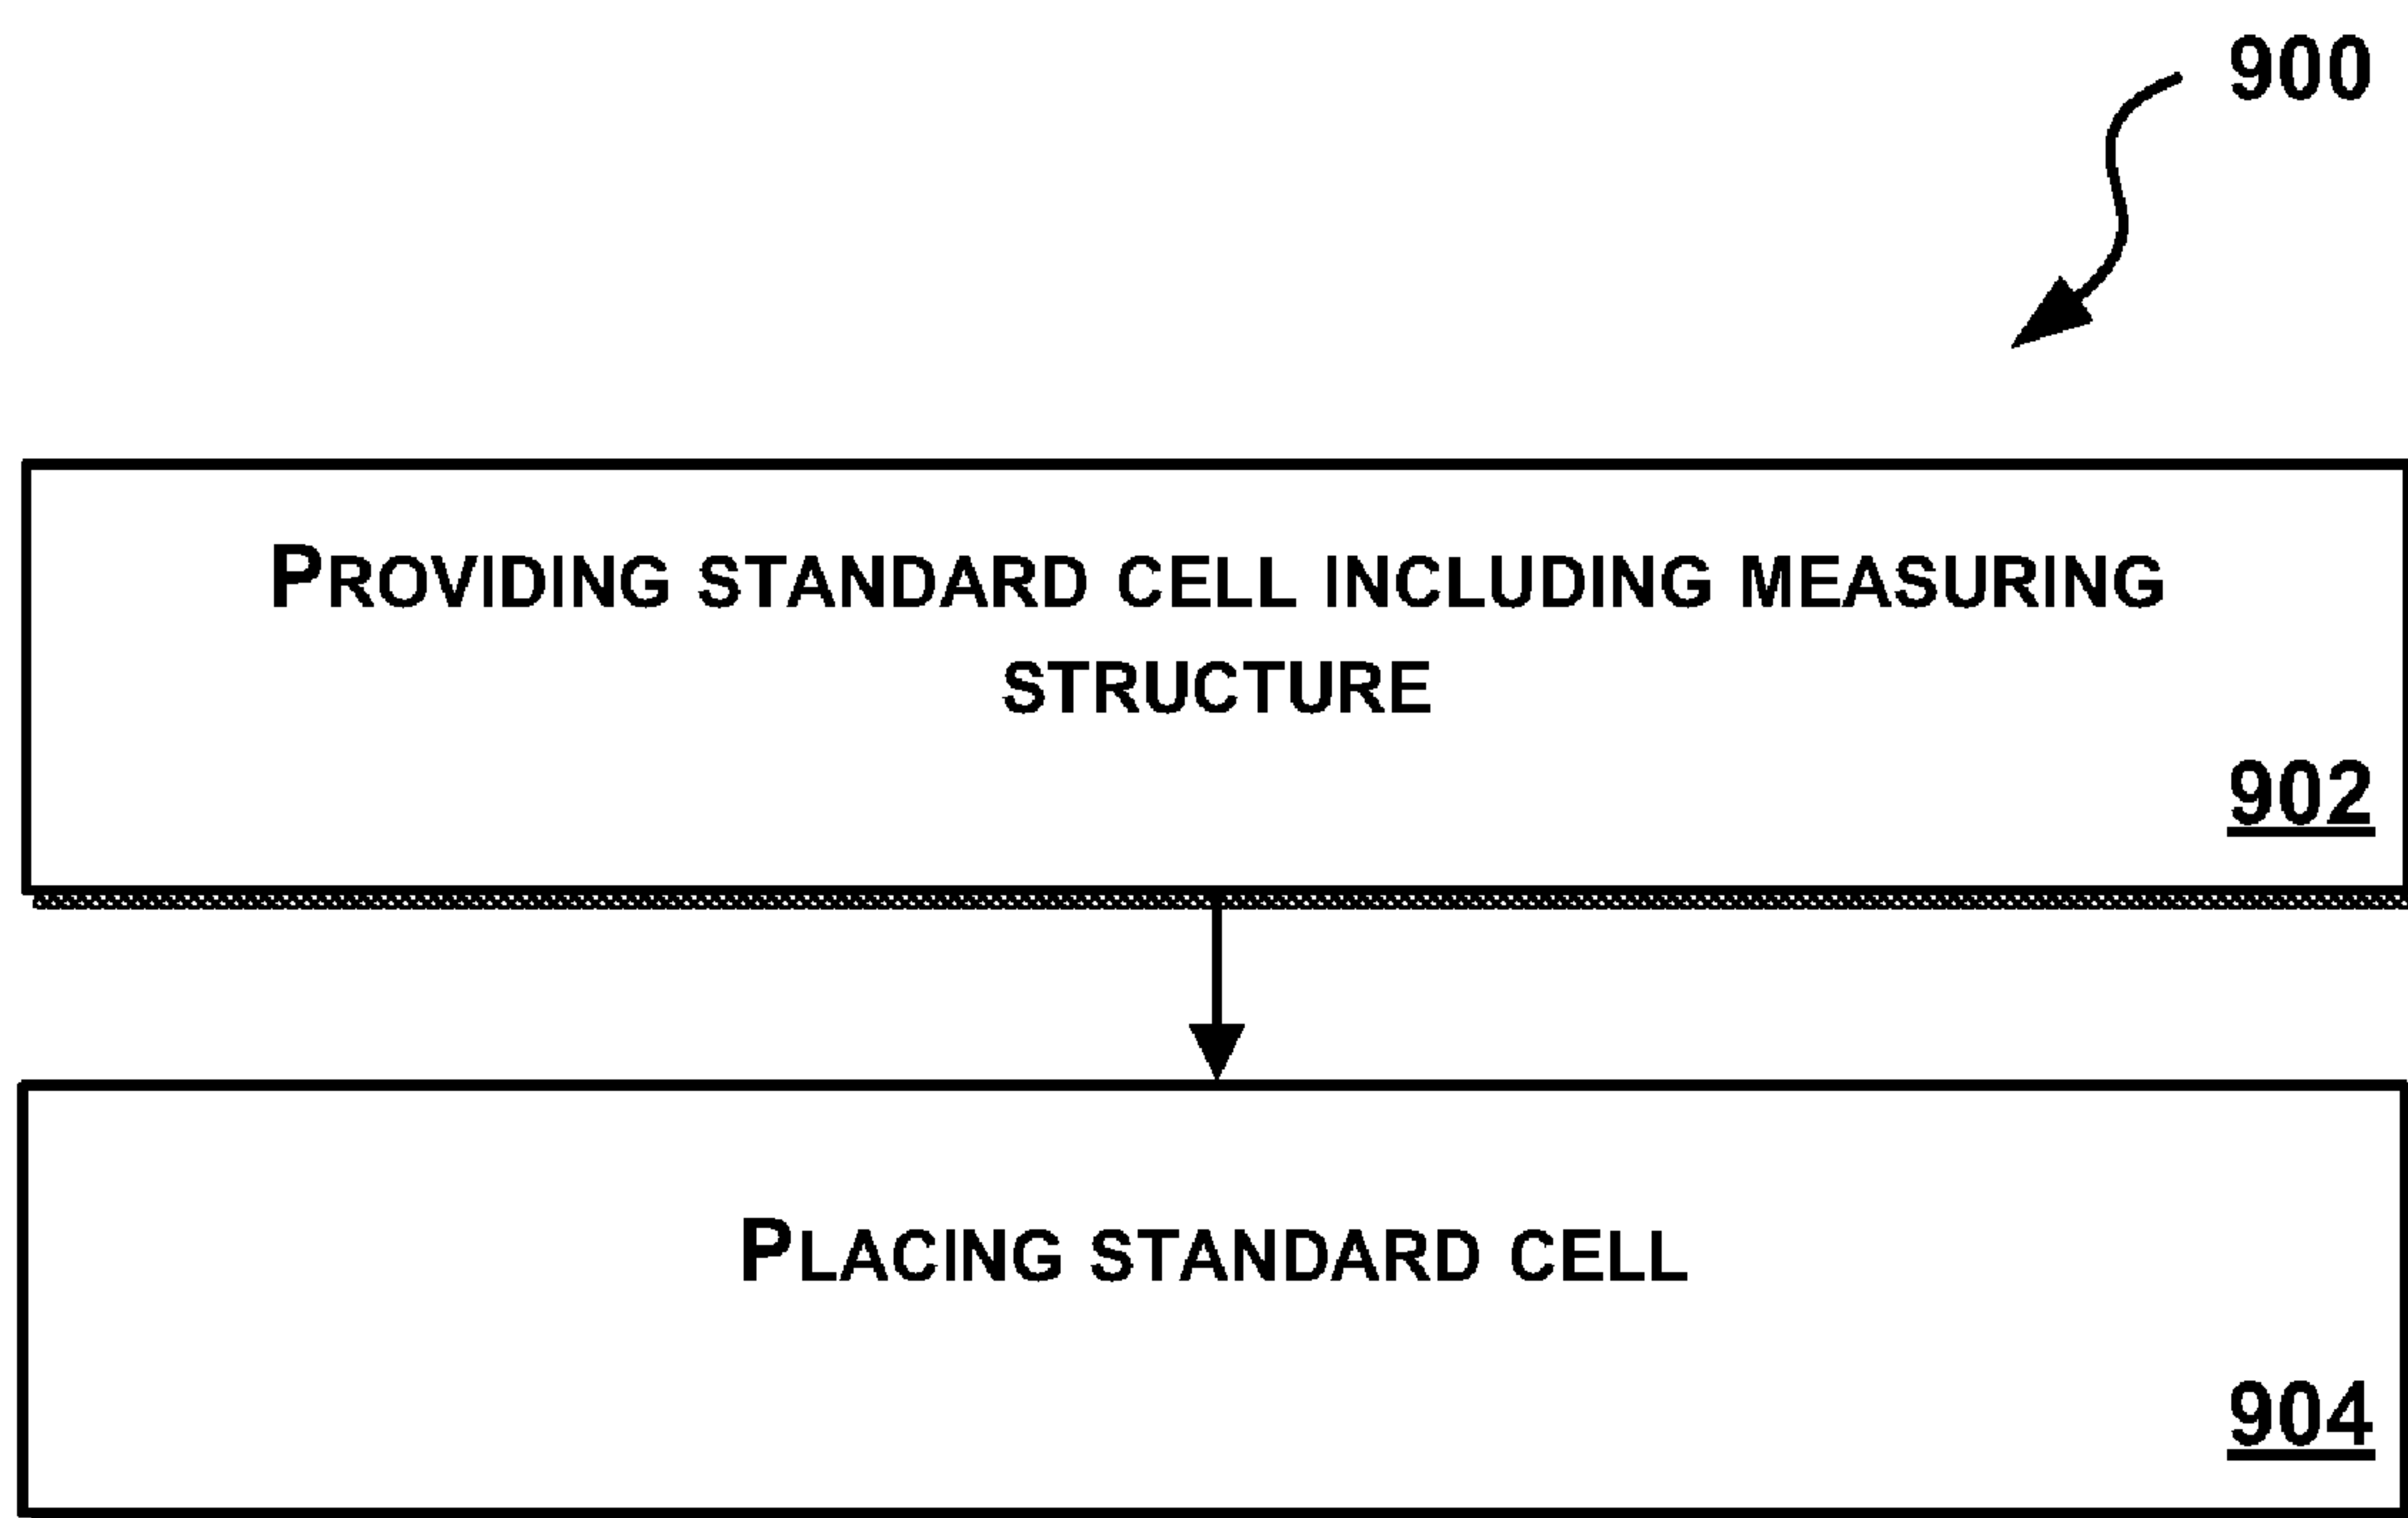 900
PROVIDING STANDARD CELL INCLUDING MEASURING
STRUCTURE
902
PLACING STANDARD CELL
904